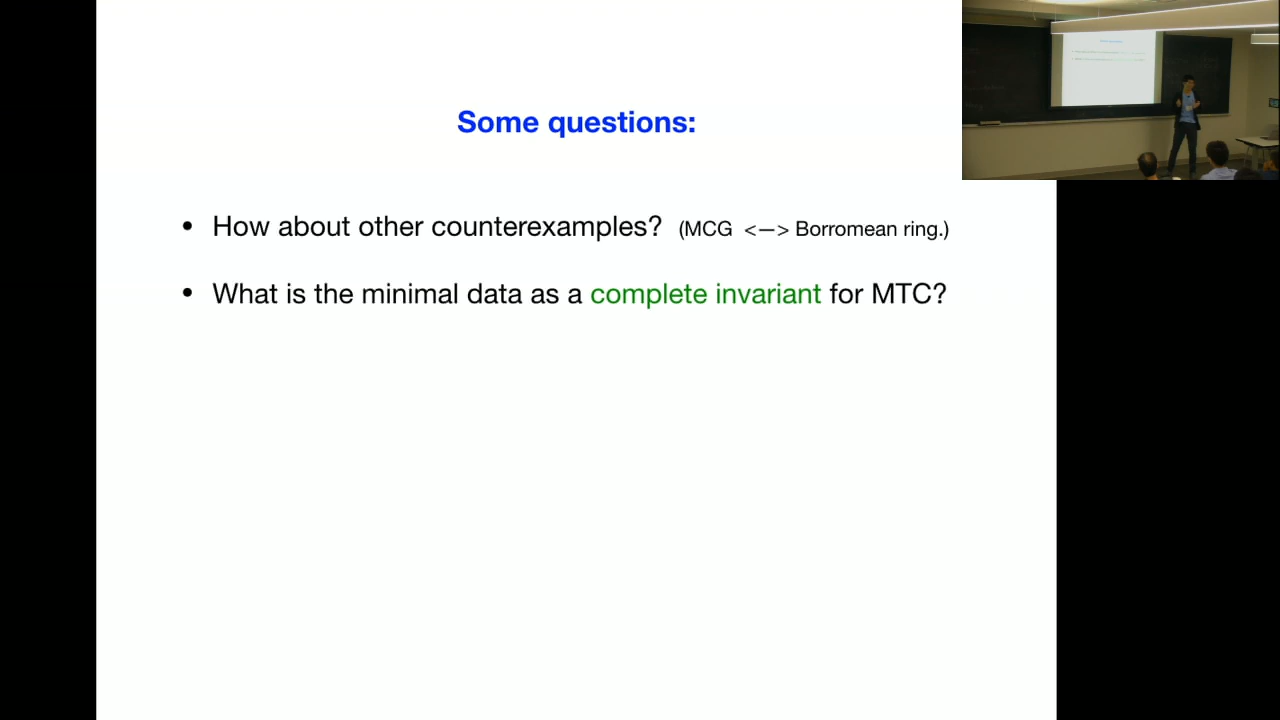 Some questions:
• How about other counterexamples? (MCG <—> Borromean ring.)
• What is the minimal data as a complete invariant for MTC?